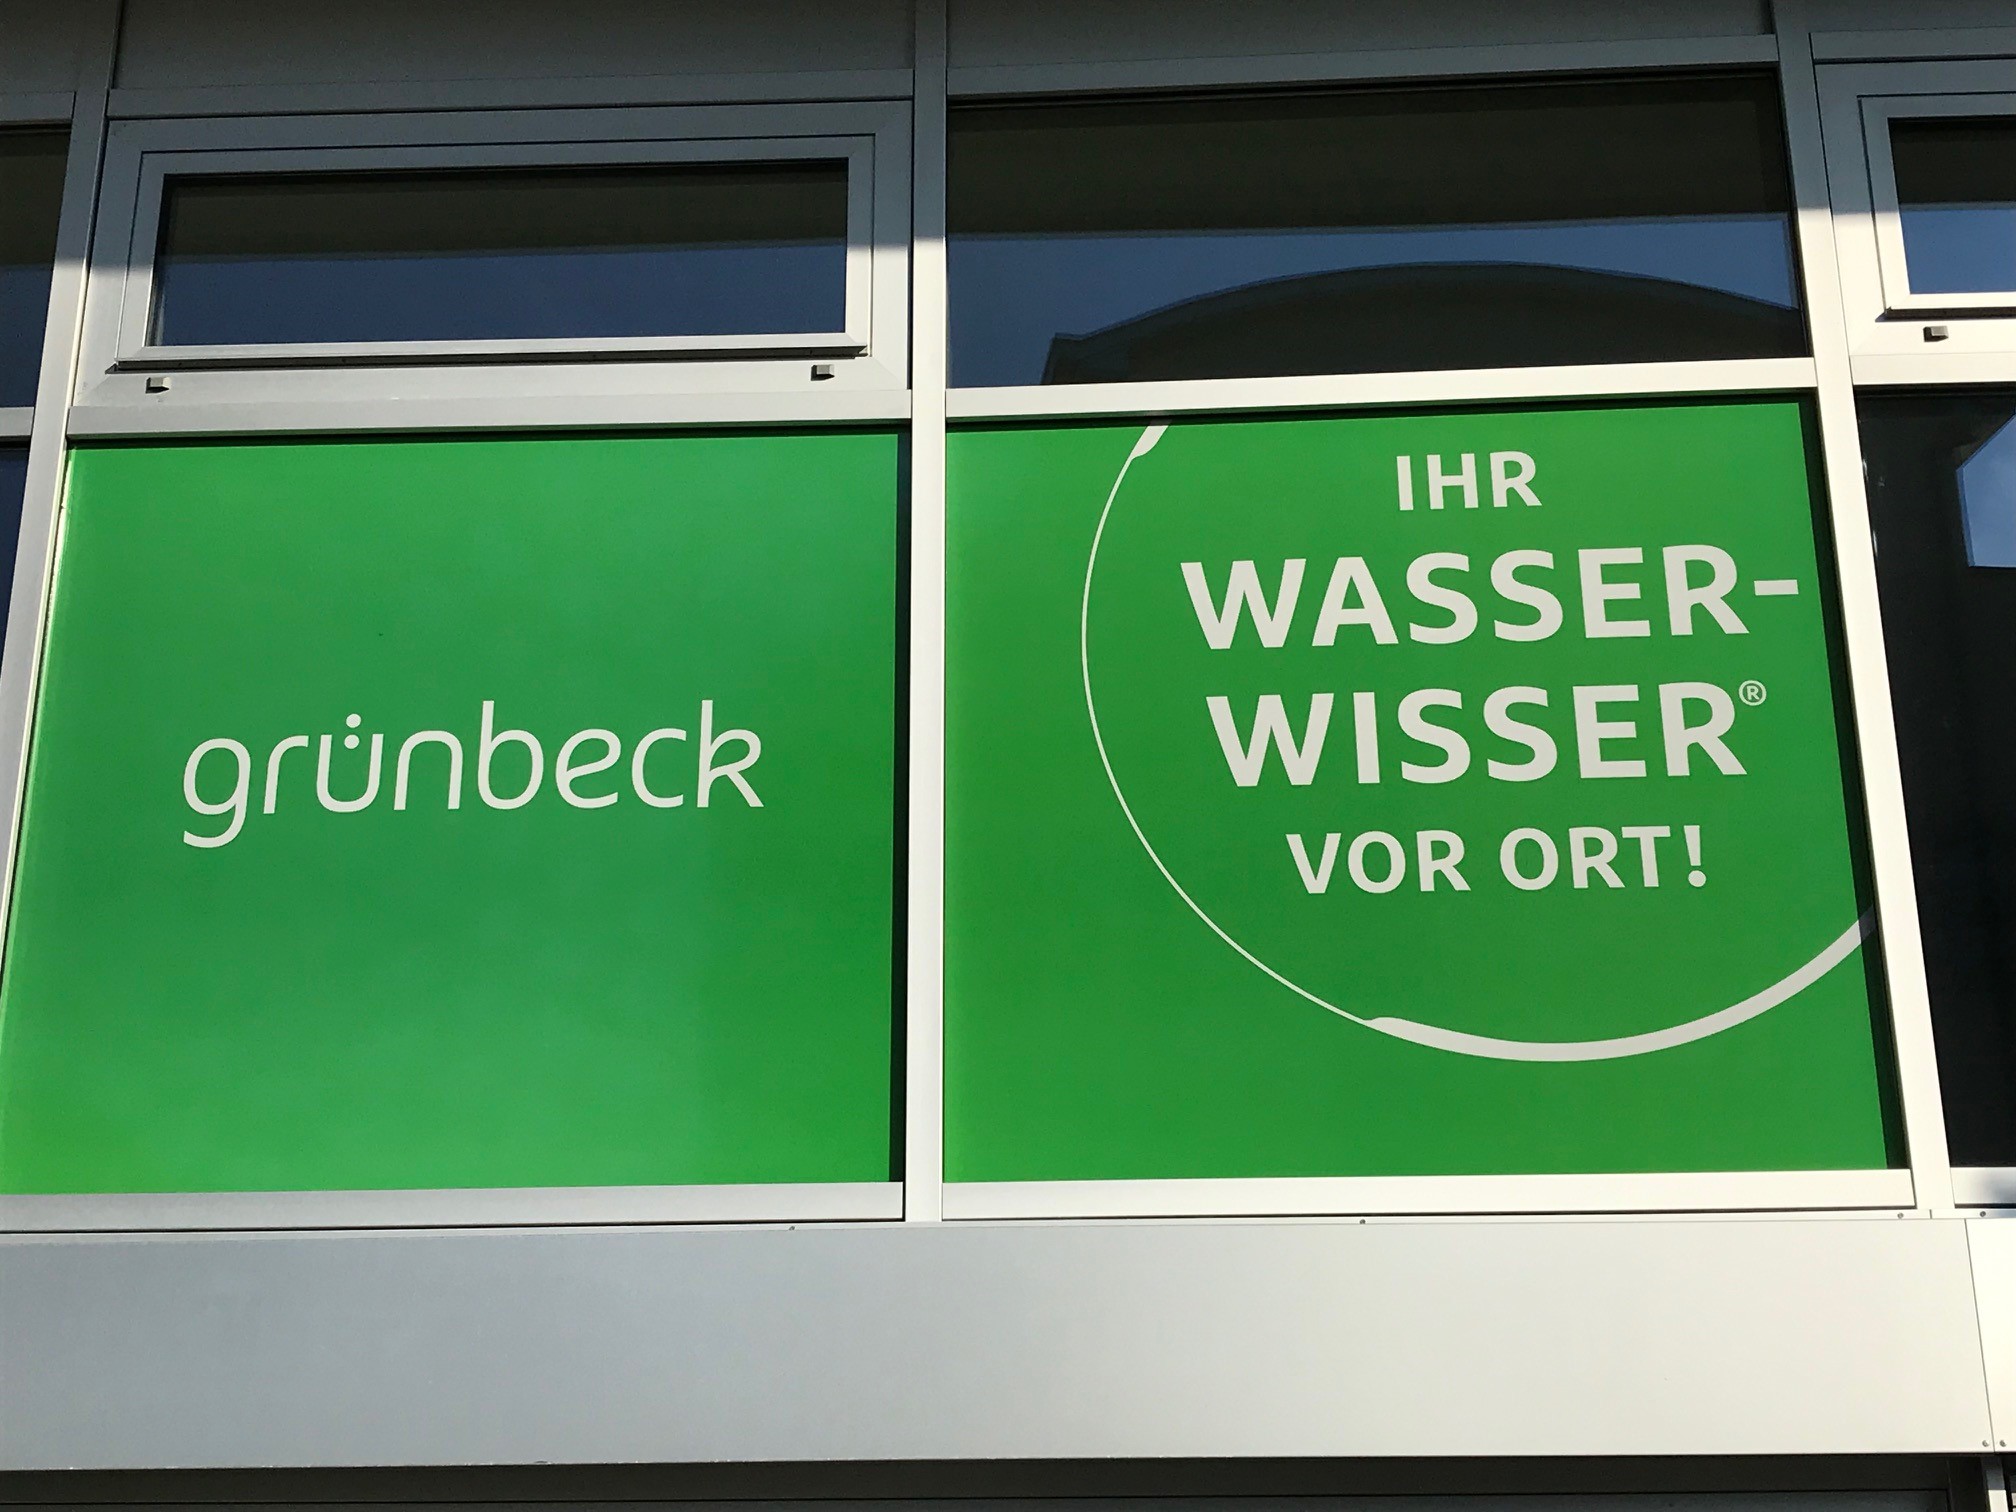 grünbeck
IHR
WASSER-
WISSER®
VOR ORT!